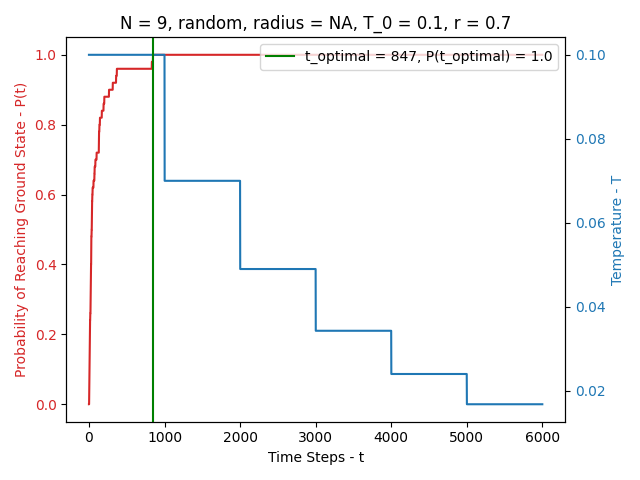 N = 9, random, radius = NA, T_0 = 0.1, r = 0.7
t_optimal = 847, P(t_optimal) = 1.0
Probability of Reaching Ground State - P(t)
1.0
0.8
0.6
0.4
0.2
0.0
0.10
0.08
0.06
0.04
0.02
Temperature - T
0 1000 2000 3000 4000 5000 6000
Time Steps - t